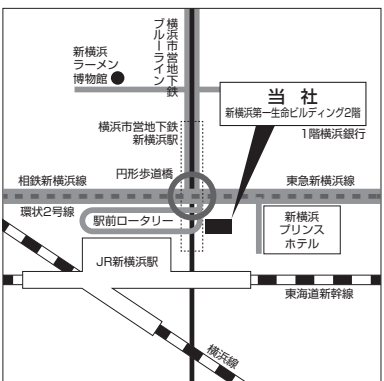 横浜市営地下鉄
ブルーライン
新横浜
ラーメン
博物館
当社
新横浜第一生命ビルディング2階
1階横浜銀行
横浜市営地下鉄
新横浜駅
円形歩道橋
相鉄新横浜線
東急新横浜線
環状2号線
駅前ロータリー
新横浜
プリンス
ホテル
JR新横浜駅
東海道新幹線
横浜線